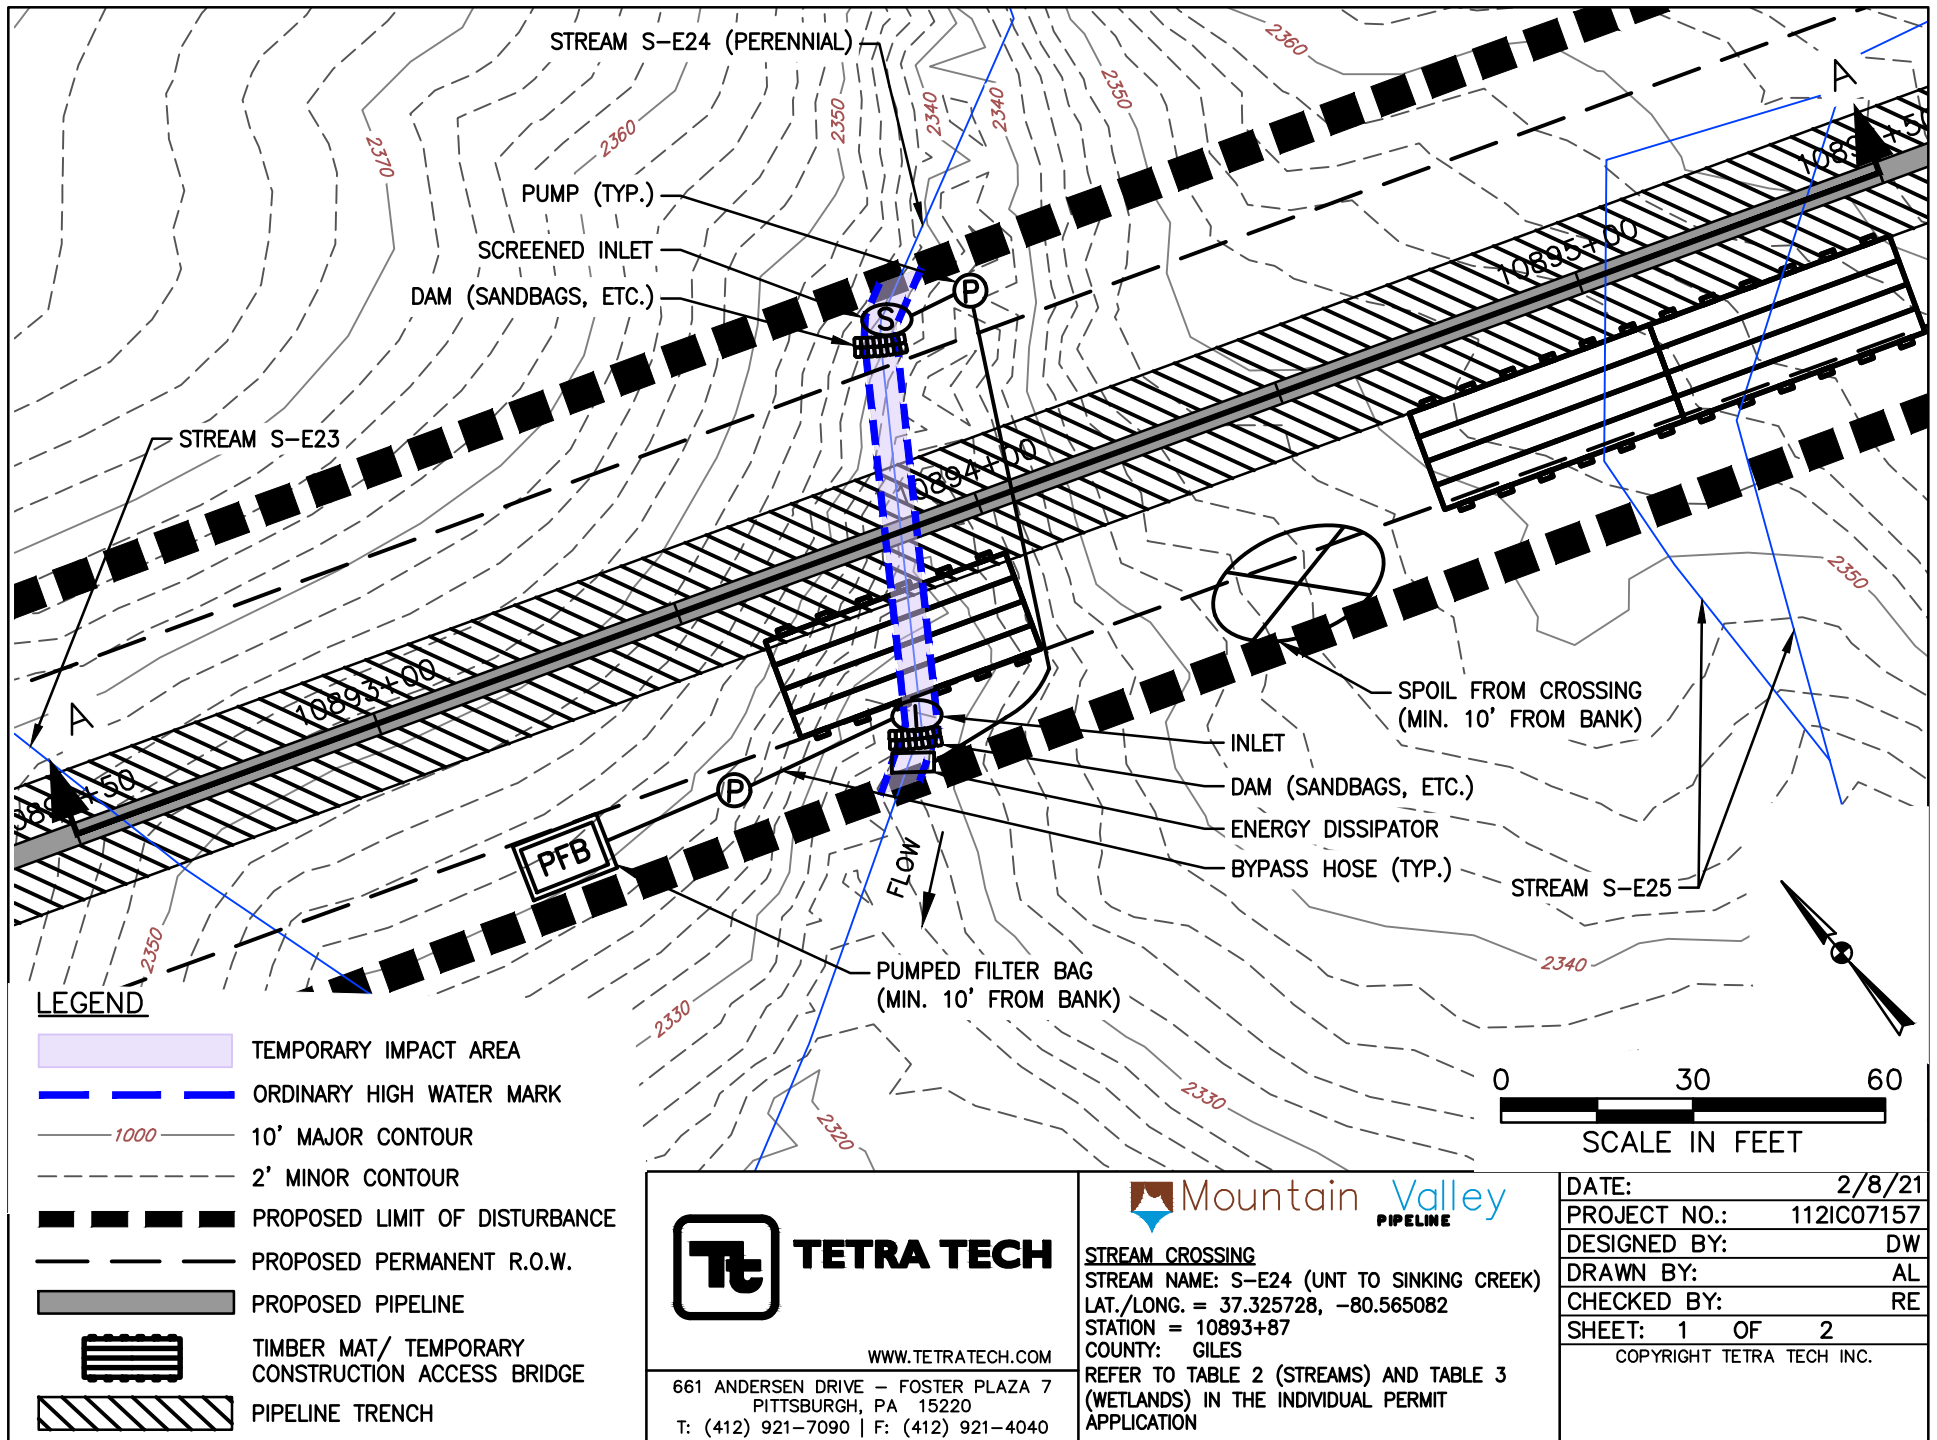 STREAM S-E24 (PERENNIAL)
2360
2350
2340
2340
2350
2360
2370
A
PUMP (TYP.)
SCREENED INLET
DAM (SANDBAGS, ETC.)
P
S
10895+00
STREAM S-E23
10894+00
2350
10893+00
A
SPOIL FROM CROSSING
(MIN. 10' FROM BANK)
I
INLET
DAM (SANDBAGS, ETC.)
P
ENERGY DISSIPATOR
BYPASS HOSE (TYP.)
PFB
FLOW
STREAM S-E25
2350
PUMPED FILTER BAG
(MIN. 10' FROM BANK)
2340
2330
2330
2320
LEGEND
TEMPORARY IMPACT AREA
ORDINARY HIGH WATER MARK
1000
10' MAJOR CONTOUR
2' MINOR CONTOUR
PROPOSED LIMIT OF DISTURBANCE
PROPOSED PERMANENT R.O.W.
PROPOSED PIPELINE
TIMBER MAT/ TEMPORARY
CONSTRUCTION ACCESS BRIDGE
PIPELINE TRENCH
0 30 60
SCALE IN FEET
Tt TETRA TECH
WWW.TETRATECH.COM
661 ANDERSEN DRIVE – FOSTER PLAZA 7
PITTSBURGH, PA 15220
T: (412) 921-7090 | F: (412) 921-4040
Mountain Valley
PIPELINE
STREAM CROSSING
STREAM NAME: S-E24 (UNT TO SINKING CREEK)
LAT./LONG. = 37.325728, -80.565082
STATION = 10893+87
COUNTY: GILES
REFER TO TABLE 2 (STREAMS) AND TABLE 3
(WETLANDS) IN THE INDIVIDUAL PERMIT
APPLICATION
DATE: 2/8/21
PROJECT NO.: 112IC07157
DESIGNED BY: DW
DRAWN BY: AL
CHECKED BY: RE
SHEET: 1 OF 2
COPYRIGHT TETRA TECH INC.